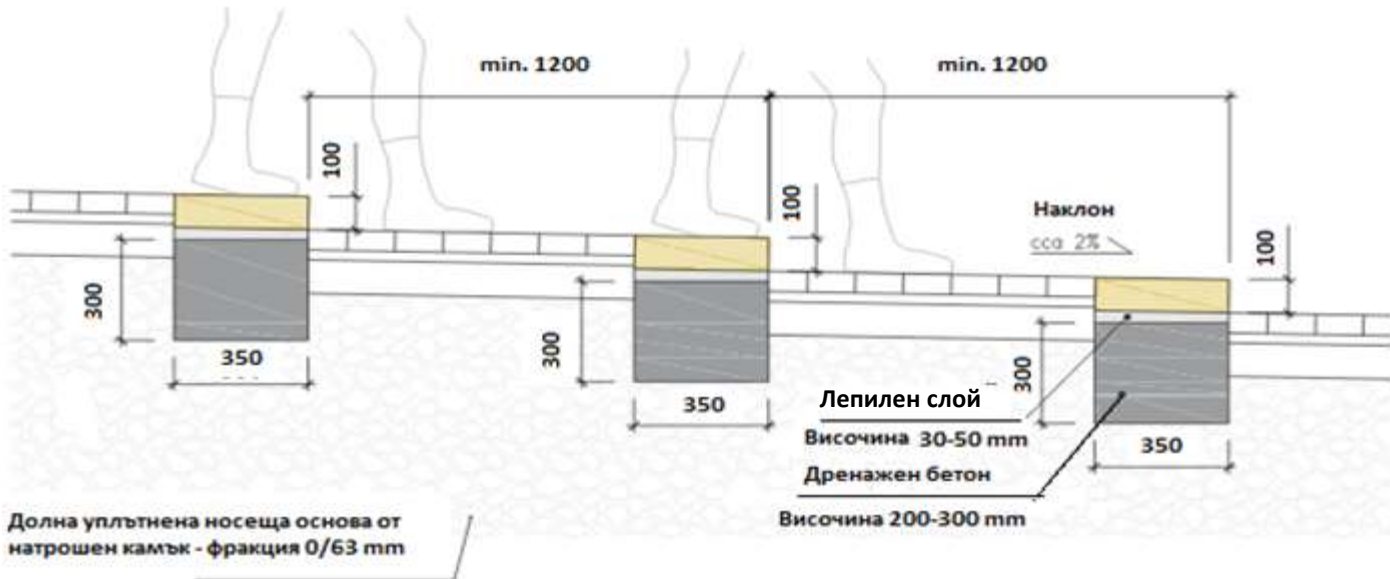 min. 1200
min. 1200
100
100
100
Наклон
cca 2%
300
300
300
350
350
350
Лепилен слой
Височина 30-50 mm
Дренажен бетон
Височина 200-300 mm
Долна уплътнена носеща основа от
натрошен камък - фракция 0/63 mm